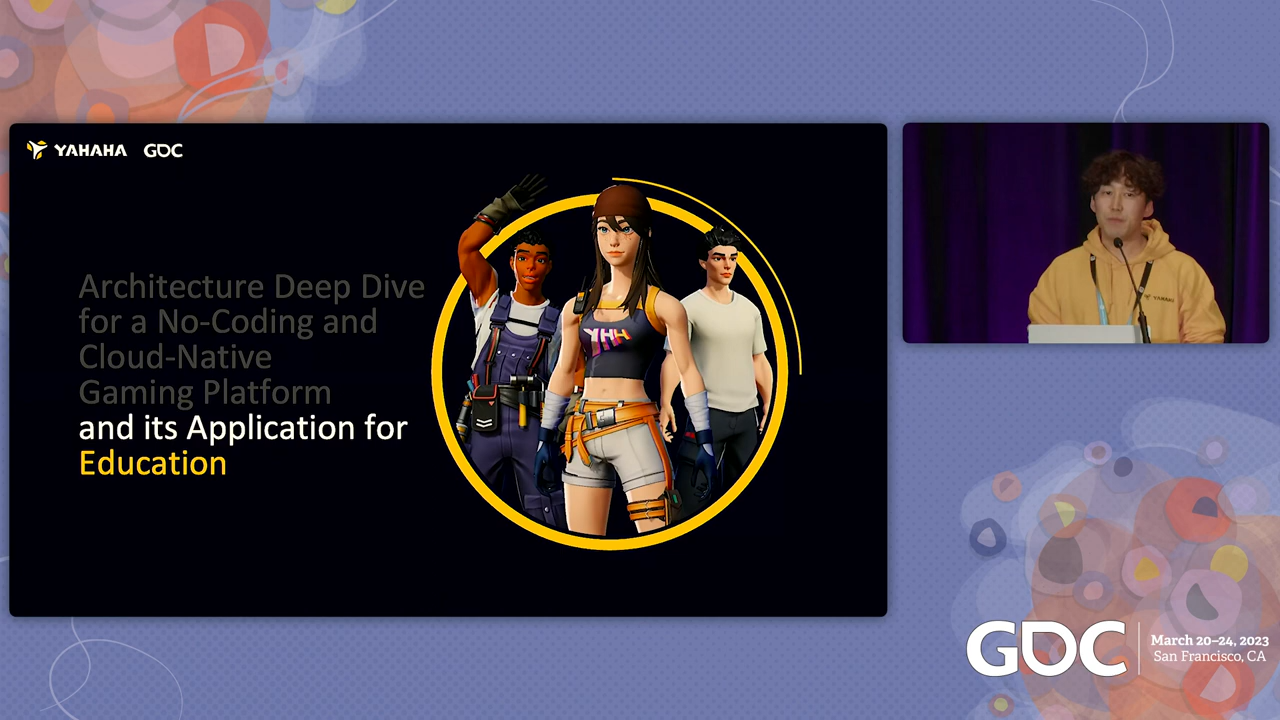 YAHAHA GDC
Architecture Deep Dive
for a No-Coding and
Cloud-Native
Gaming Platform
and its Application for
Education
YHH
YAHAHA
GDC
March 20–24, 2023
San Francisco, CA